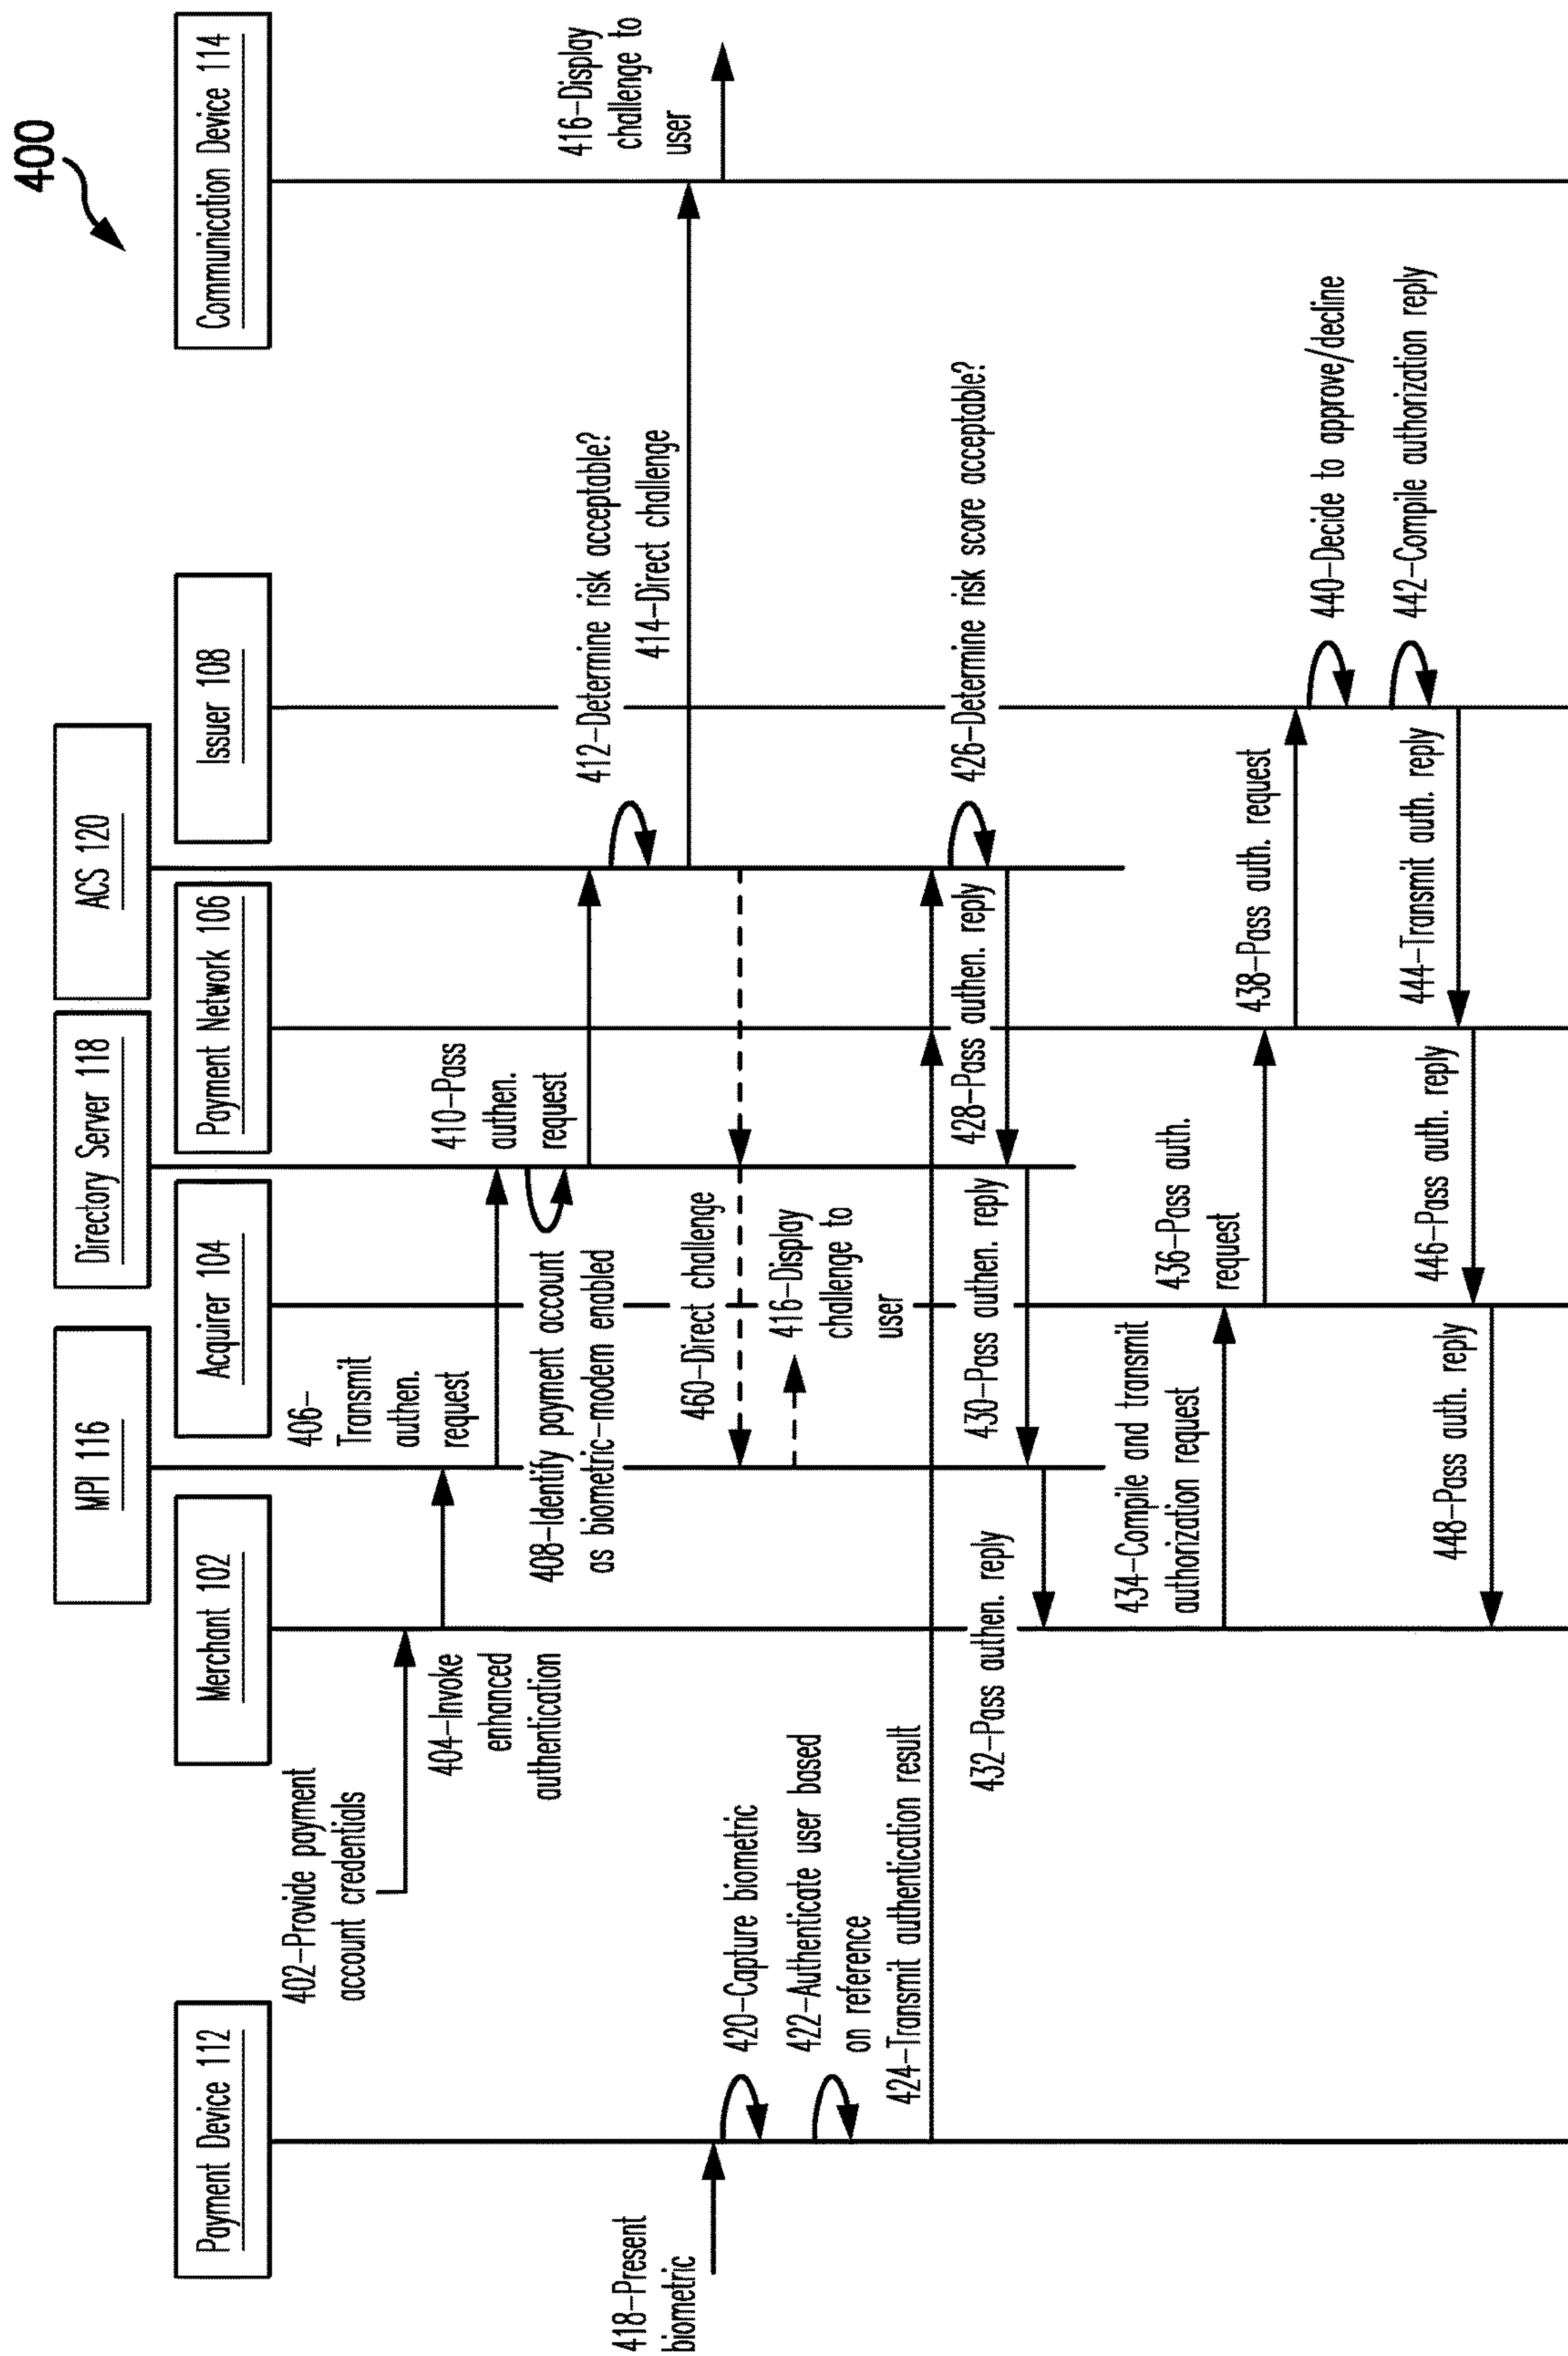 400
MPI 116
Directory Server 118
ACS 120
Payment Device 112
Merchant 102
Acquirer 104
Payment Network 106
Issuer 108
Communication Device 114
402–Provide payment
account credentials
404–Invoke
enhanced
authentication
406–
Transmit
authen.
request
408–Identify payment account
as biometric–modem enabled
410–Pass
authen.
request
412–Determine risk acceptable?
414–Direct challenge
416–Display
challenge to
user
460–Direct challenge
416–Display
challenge to
user
418–Present
biometric
420–Capture biometric
422–Authenticate user based
on reference
424–Transmit authentication result
426–Determine risk score acceptable?
428–Pass authen. reply
430–Pass authen. reply
432–Pass authen. reply
434–Compile and transmit
authorization request
436–Pass auth.
request
438–Pass auth. request
440–Decide to approve/decline
442–Compile authorization reply
444–Transmit auth. reply
446–Pass auth. reply
448–Pass auth. reply